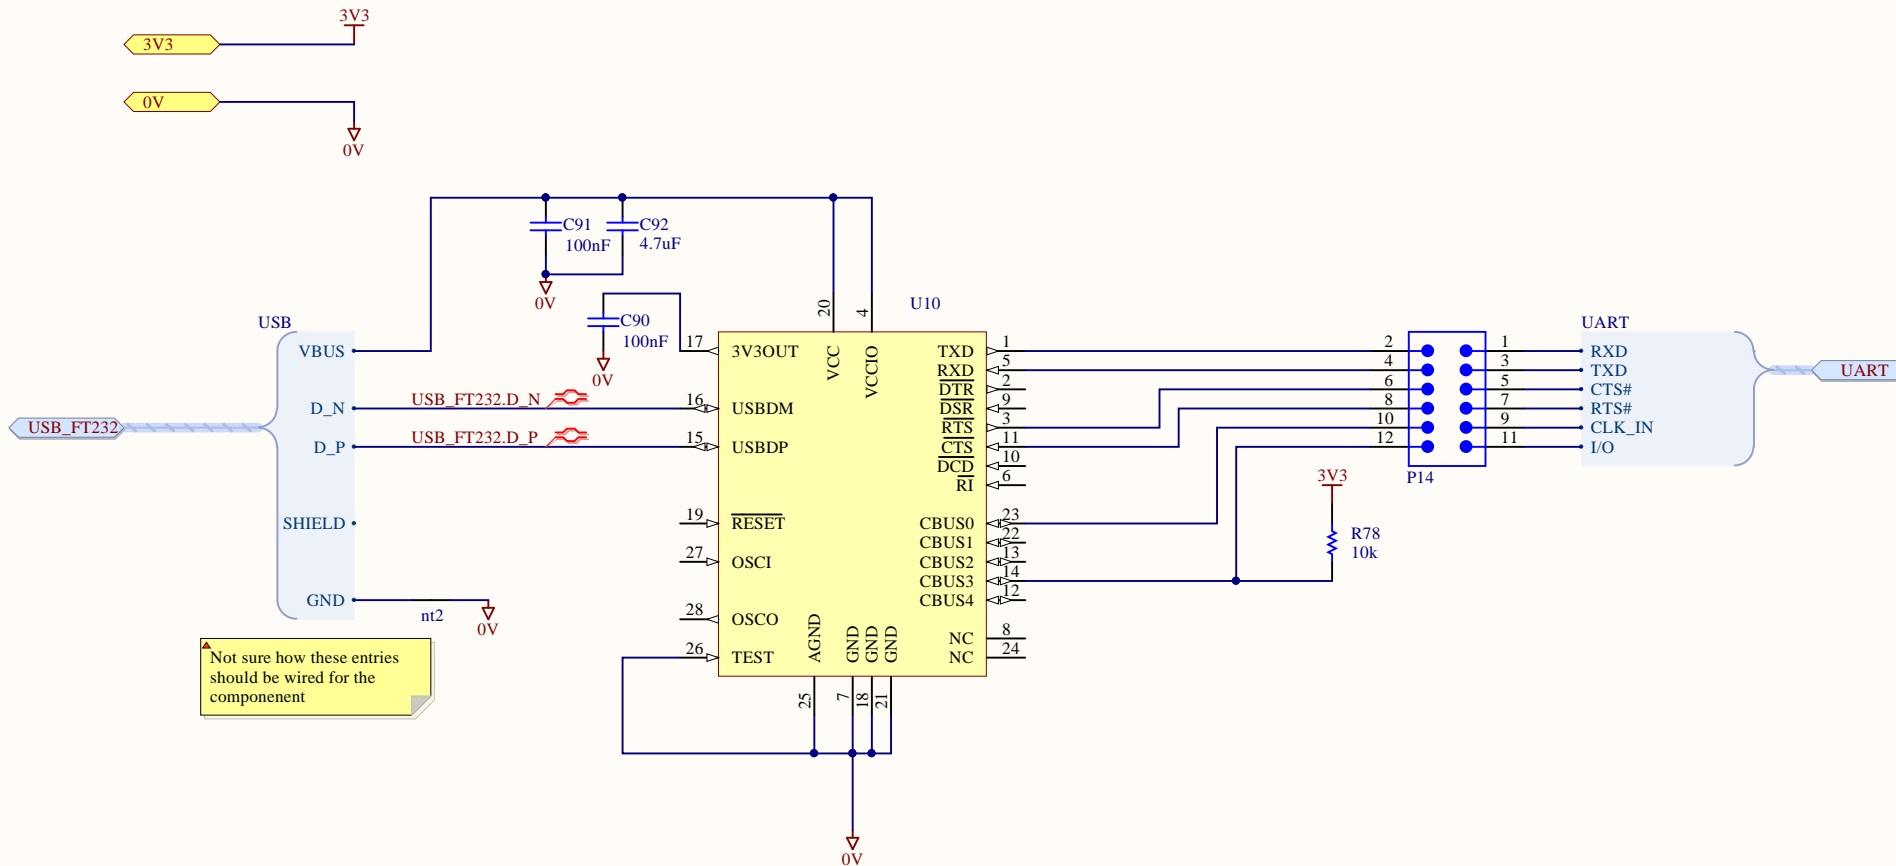 3V3
3V3
0V
0V
C91
100nF
C92
4.7uF
0V
C90
100nF
0V
U10
20
4
VCC
VCCIO
USB
VBUS
D_N
D_P
SHIELD
GND
USB_FT232
USB_FT232.D_N
USB_FT232.D_P
nt2
0V
Not sure how these entries
should be wired for the
componenent
17 3V3OUT
16 USBDM
15 USBDP
19 RESET
27 OSCI
28 OSCO
26 TEST
TXD 1
RXD 5
DTR 2
DSR 9
RTS 3
CTS 11
DCD 10
RI 6
CBUS0 23
CBUS1 22
CBUS2 13
CBUS3 14
CBUS4 12
NC 8
NC 24
AGND
GND
GND
GND
25
7
18
21
0V
3V3
R78
10k
2 1
4 3
6 5
8 7
10 9
12 11
P14
UART
RXD
TXD
CTS#
RTS#
CLK_IN
I/O
UART